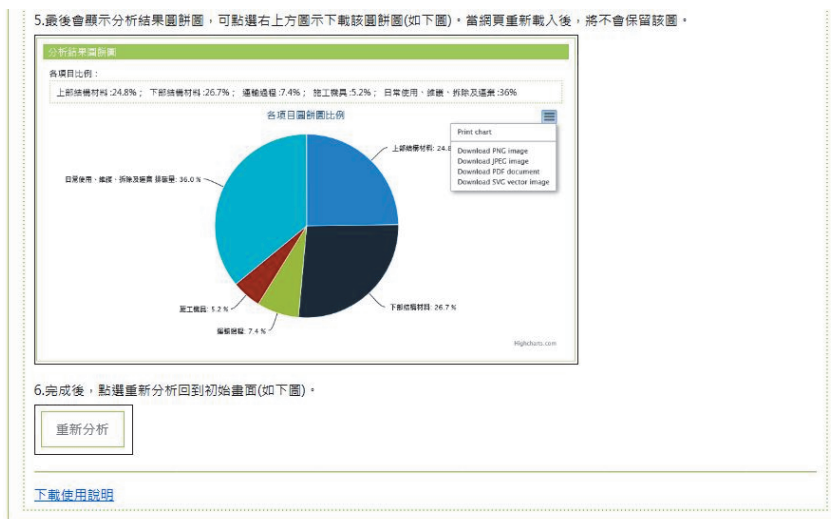 5.最後會顯示分析結果圓餅圖，可點選右上方圖示下載該圓餅圖(如下圖)。當網頁重新載入後，將不會保留該圖。
分析結果圓餅圖
各項目比例：
上部結構材料:24.8%； 下部結構材料:26.7%； 運輸過程:7.4%； 施工機具:5.2%； 日常使用、維護、拆除及運棄:36%
各項目圓餅圖比例
Print chart
上部結構材料: 24.8
Download PNG image
Download JPEG image
Download PDF document
Download SVG vector image
日常使用、維護、拆除及運棄 排碳量: 36.0 %
施工機具: 5.2 %
下部結構材料: 26.7 %
運輸過程: 7.4 %
Highcharts.com
6.完成後，點選重新分析回到初始畫面(如下圖)。
重新分析
下載使用說明